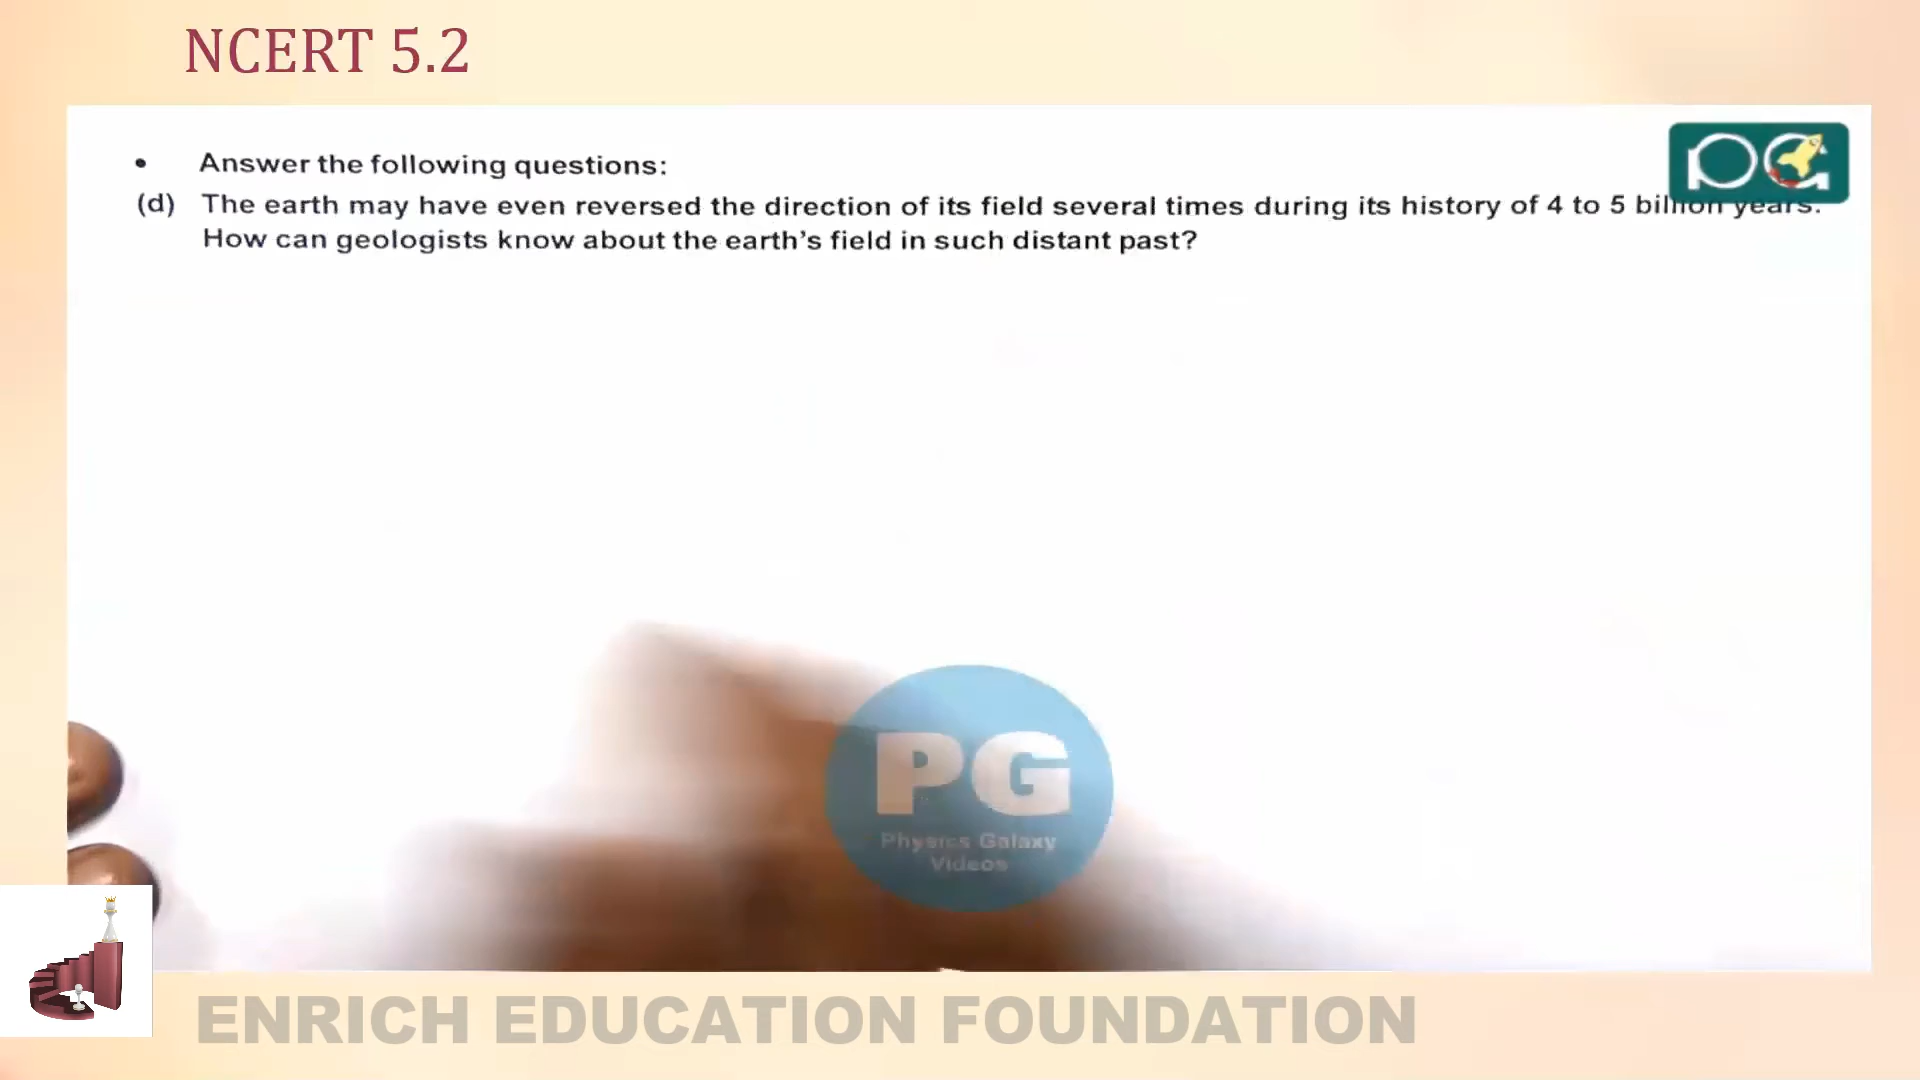 NCERT 5.2
• Answer the following questions:
(d) The earth may have even reversed the direction of its field several times during its history of 4 to 5 billion years.
How can geologists know about the earth's field in such distant past?
PG
Physics Galaxy
Videos
ENRICH EDUCATION FOUNDATION